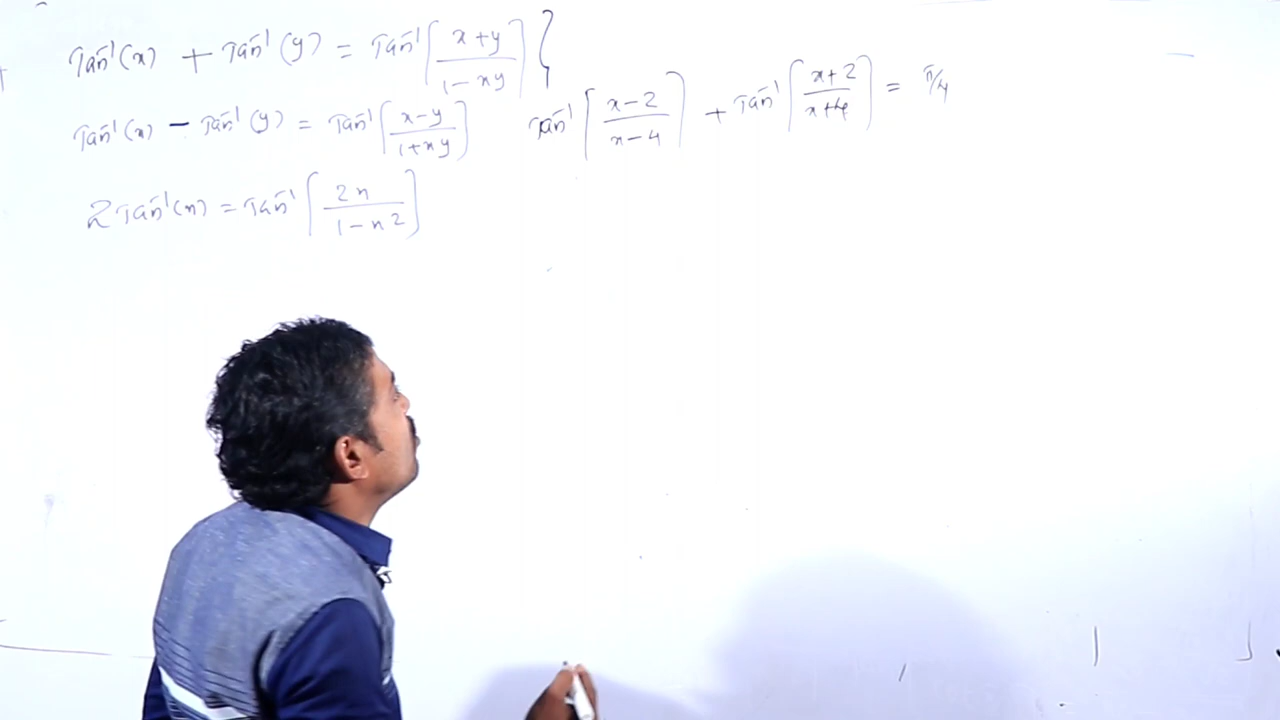 Tan⁻¹(x) + Tan⁻¹(y) = Tan⁻¹[x+y / 1-xy] }
Tan⁻¹(x) - Tan⁻¹(y) = Tan⁻¹[x-y / 1+xy]
2Tan⁻¹(x) = Tan⁻¹[2x / 1-x2]
Tan⁻¹[x-2 / x-4] + Tan⁻¹[x+2 / x+4] = π/4